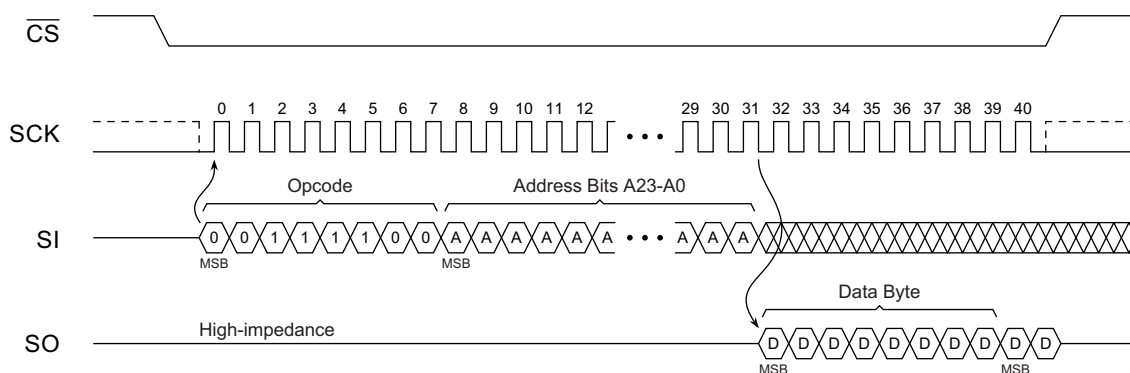 CS
0 1 2 3 4 5 6 7 8 9 10 11 12 29 30 31 32 33 34 35 36 37 38 39 40
SCK •••
Opcode Address Bits A23-A0
SI 0 0 1 1 1 1 0 0 A A A A A A ••• A A A
MSB MSB
Data Byte
High-impedance
SO D D D D D D D D D D
MSB MSB